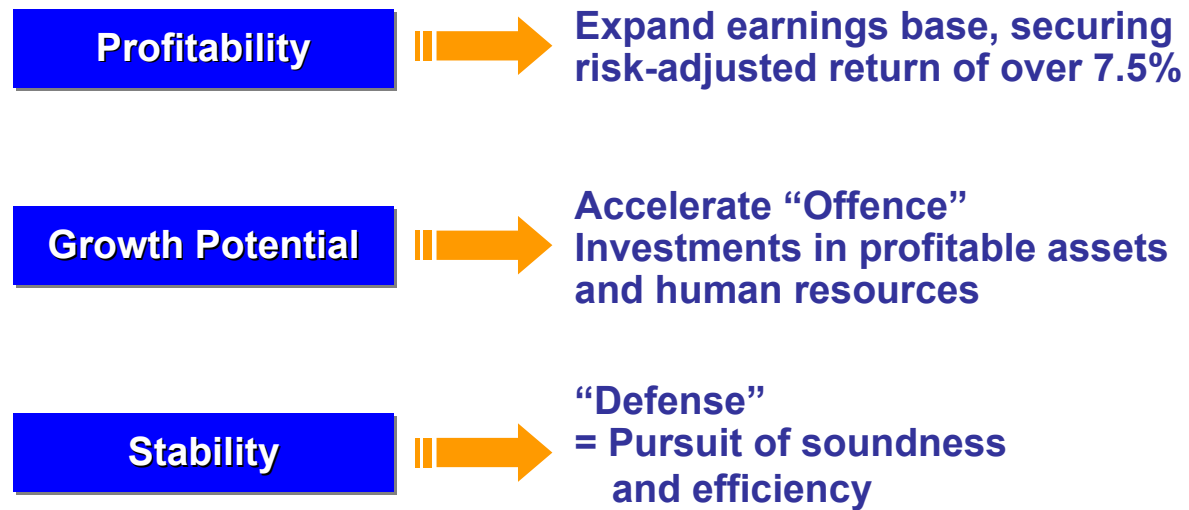 Profitability
Expand earnings base, securing
risk-adjusted return of over 7.5%
Growth Potential
Accelerate “Offence”
Investments in profitable assets
and human resources
Stability
“Defense”
= Pursuit of soundness
and efficiency